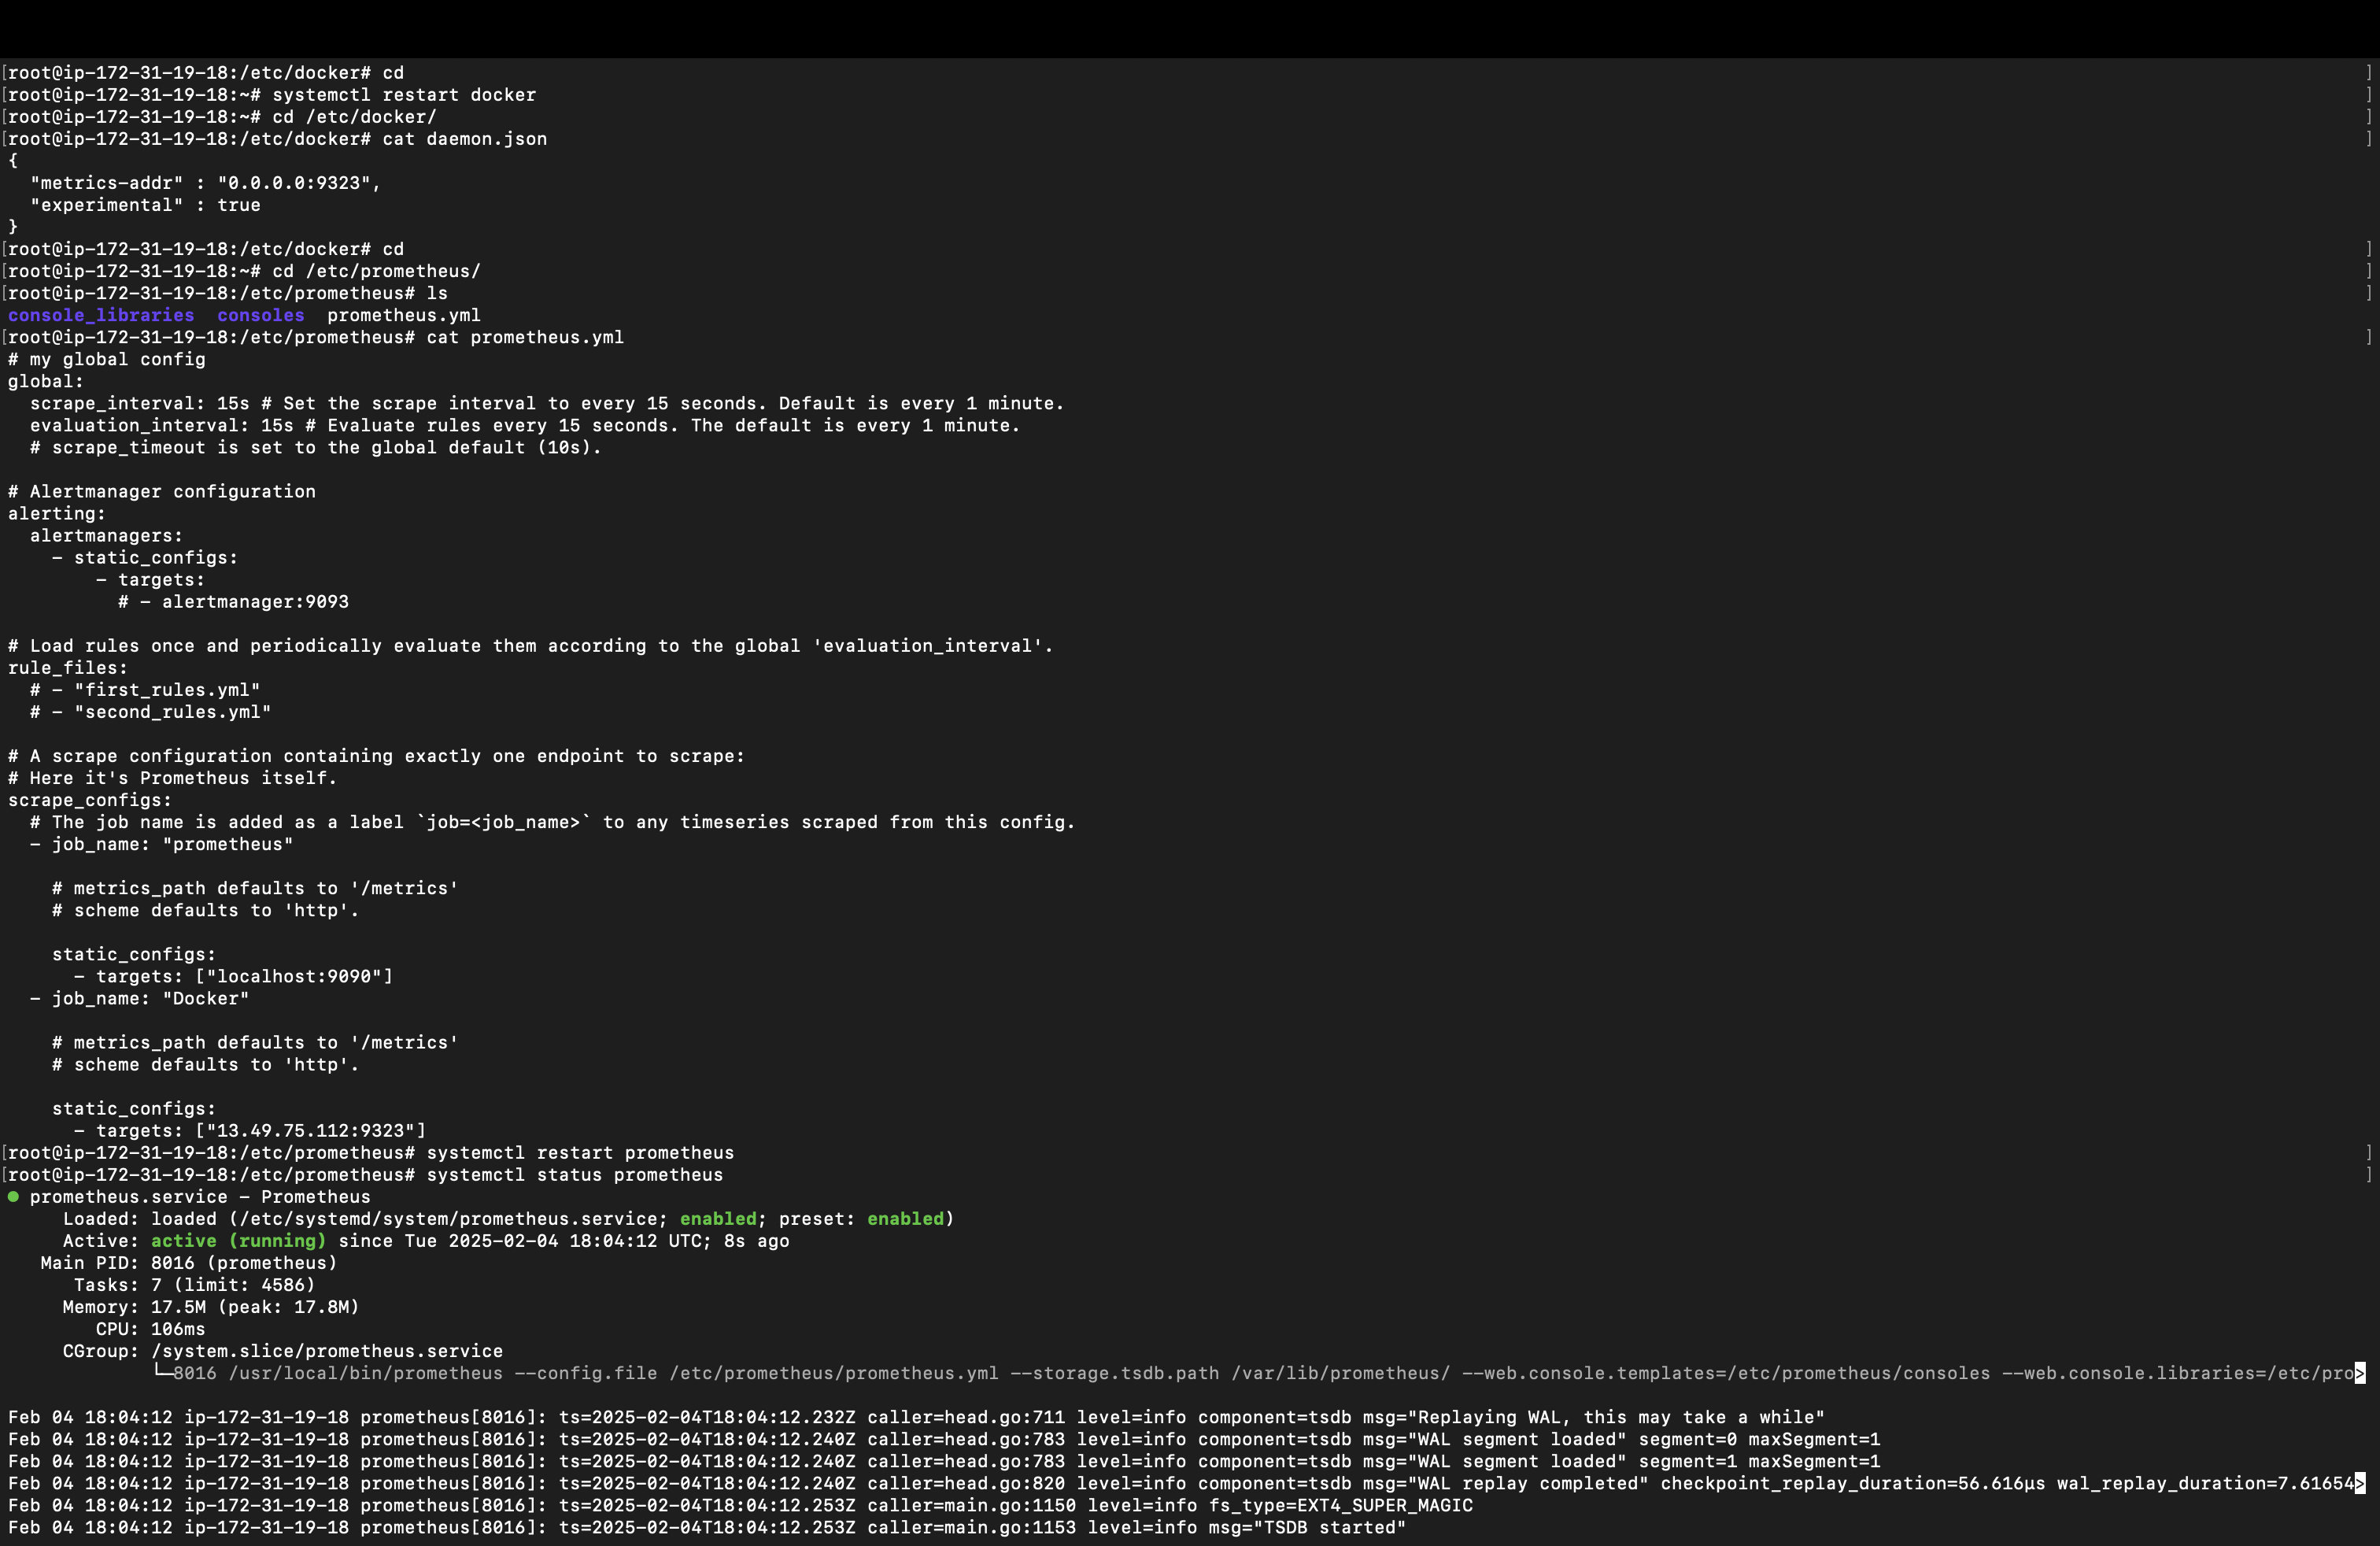 [root@ip-172-31-19-18:/etc/docker# cd ]
[root@ip-172-31-19-18:~# systemctl restart docker ]
[root@ip-172-31-19-18:~# cd /etc/docker/ ]
[root@ip-172-31-19-18:/etc/docker# cat daemon.json ]
{
  "metrics-addr" : "0.0.0.0:9323",
  "experimental" : true
}
[root@ip-172-31-19-18:/etc/docker# cd ]
[root@ip-172-31-19-18:~# cd /etc/prometheus/ ]
[root@ip-172-31-19-18:/etc/prometheus# ls ]
console_libraries  consoles  prometheus.yml
[root@ip-172-31-19-18:/etc/prometheus# cat prometheus.yml ]
# my global config
global:
  scrape_interval: 15s # Set the scrape interval to every 15 seconds. Default is every 1 minute.
  evaluation_interval: 15s # Evaluate rules every 15 seconds. The default is every 1 minute.
  # scrape_timeout is set to the global default (10s).

# Alertmanager configuration
alerting:
  alertmanagers:
    - static_configs:
        - targets:
          # - alertmanager:9093

# Load rules once and periodically evaluate them according to the global 'evaluation_interval'.
rule_files:
  # - "first_rules.yml"
  # - "second_rules.yml"

# A scrape configuration containing exactly one endpoint to scrape:
# Here it's Prometheus itself.
scrape_configs:
  # The job name is added as a label `job=<job_name>` to any timeseries scraped from this config.
  - job_name: "prometheus"

    # metrics_path defaults to '/metrics'
    # scheme defaults to 'http'.

    static_configs:
      - targets: ["localhost:9090"]
  - job_name: "Docker"

    # metrics_path defaults to '/metrics'
    # scheme defaults to 'http'.

    static_configs:
      - targets: ["13.49.75.112:9323"]
[root@ip-172-31-19-18:/etc/prometheus# systemctl restart prometheus ]
[root@ip-172-31-19-18:/etc/prometheus# systemctl status prometheus ]
● prometheus.service - Prometheus
     Loaded: loaded (/etc/systemd/system/prometheus.service; enabled; preset: enabled)
     Active: active (running) since Tue 2025-02-04 18:04:12 UTC; 8s ago
   Main PID: 8016 (prometheus)
      Tasks: 7 (limit: 4586)
     Memory: 17.5M (peak: 17.8M)
        CPU: 106ms
     CGroup: /system.slice/prometheus.service
             └─8016 /usr/local/bin/prometheus --config.file /etc/prometheus/prometheus.yml --storage.tsdb.path /var/lib/prometheus/ --web.console.templates=/etc/prometheus/consoles --web.console.libraries=/etc/pro>

Feb 04 18:04:12 ip-172-31-19-18 prometheus[8016]: ts=2025-02-04T18:04:12.232Z caller=head.go:711 level=info component=tsdb msg="Replaying WAL, this may take a while"
Feb 04 18:04:12 ip-172-31-19-18 prometheus[8016]: ts=2025-02-04T18:04:12.240Z caller=head.go:783 level=info component=tsdb msg="WAL segment loaded" segment=0 maxSegment=1
Feb 04 18:04:12 ip-172-31-19-18 prometheus[8016]: ts=2025-02-04T18:04:12.240Z caller=head.go:783 level=info component=tsdb msg="WAL segment loaded" segment=1 maxSegment=1
Feb 04 18:04:12 ip-172-31-19-18 prometheus[8016]: ts=2025-02-04T18:04:12.240Z caller=head.go:820 level=info component=tsdb msg="WAL replay completed" checkpoint_replay_duration=56.616µs wal_replay_duration=7.61654>
Feb 04 18:04:12 ip-172-31-19-18 prometheus[8016]: ts=2025-02-04T18:04:12.253Z caller=main.go:1150 level=info fs_type=EXT4_SUPER_MAGIC
Feb 04 18:04:12 ip-172-31-19-18 prometheus[8016]: ts=2025-02-04T18:04:12.253Z caller=main.go:1153 level=info msg="TSDB started"